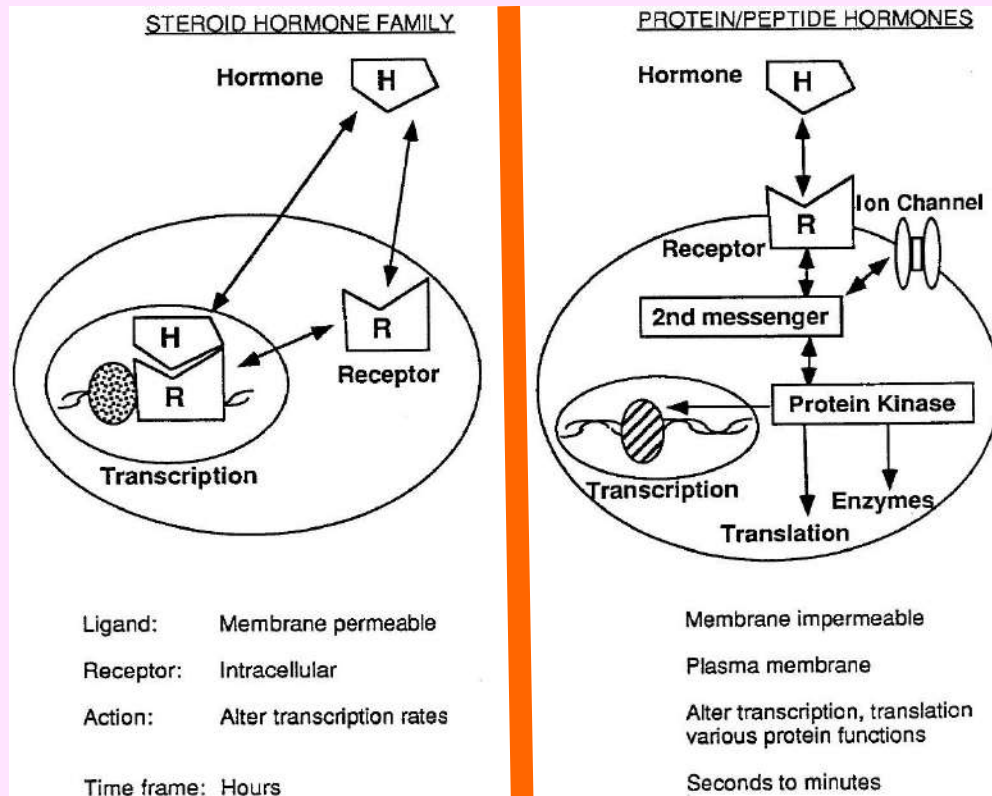 STEROID HORMONE FAMILY
Hormone
H
H
R
R
Receptor
Transcription
Ligand: Membrane permeable
Receptor: Intracellular
Action: Alter transcription rates
Time frame: Hours
PROTEIN/PEPTIDE HORMONES
Hormone
H
Ion Channel
R
Receptor
2nd messenger
Protein Kinase
Transcription
Enzymes
Translation
Membrane impermeable
Plasma membrane
Alter transcription, translation
various protein functions
Seconds to minutes